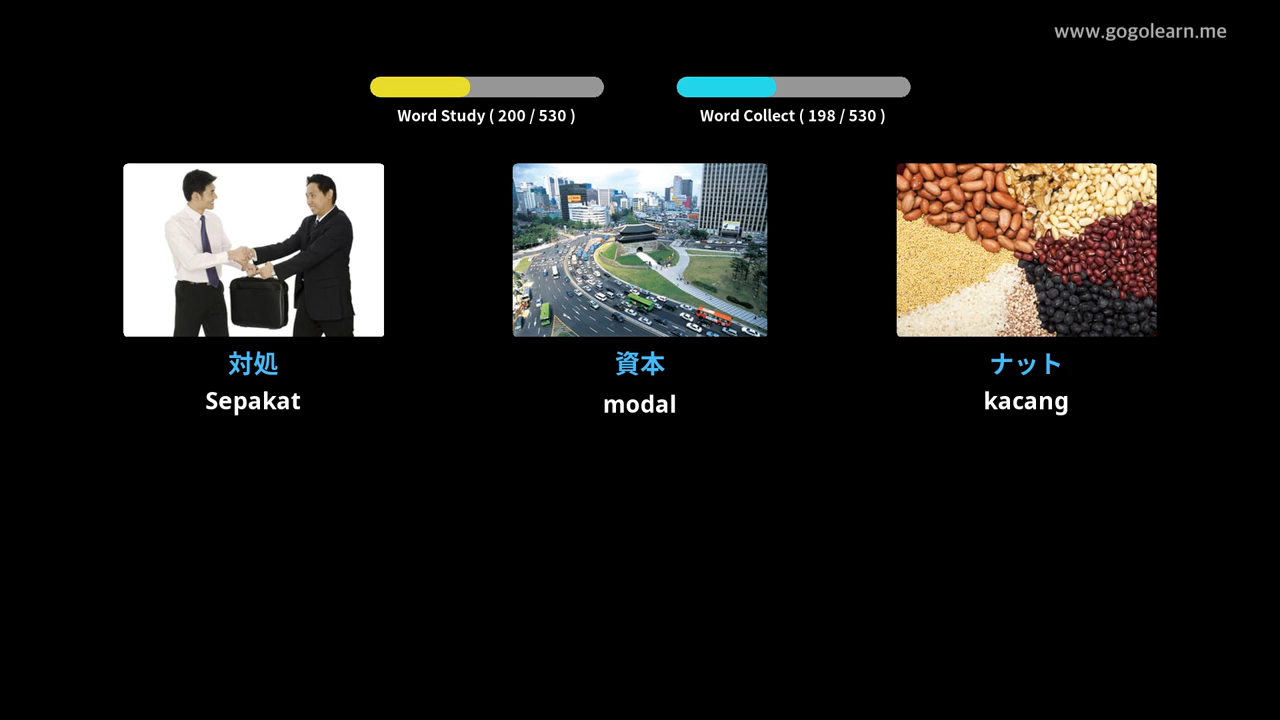 www.gogolearn.me
Word Study ( 200 / 530 )
Word Collect ( 198 / 530 )
対処
資本
ナット
Sepakat
modal
kacang